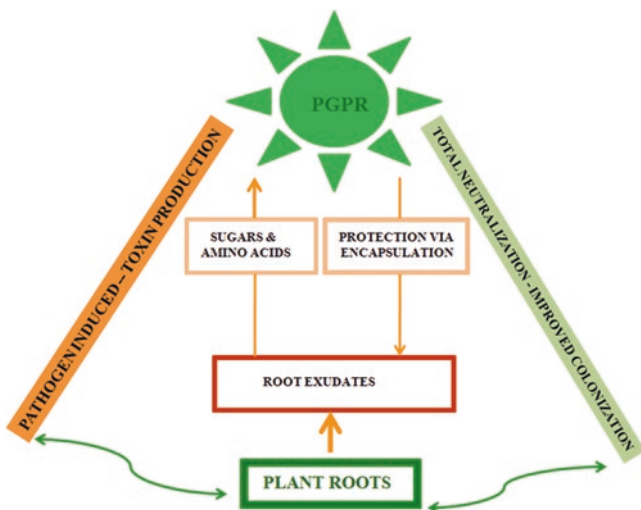 PGPR
PATHOGEN INDUCED – TOXIN PRODUCTION
TOTAL NEUTRALIZATION - IMPROVED COLONIZATION
SUGARS &
AMINO ACIDS
PROTECTION VIA
ENCAPSULATION
ROOT EXUDATES
PLANT ROOTS